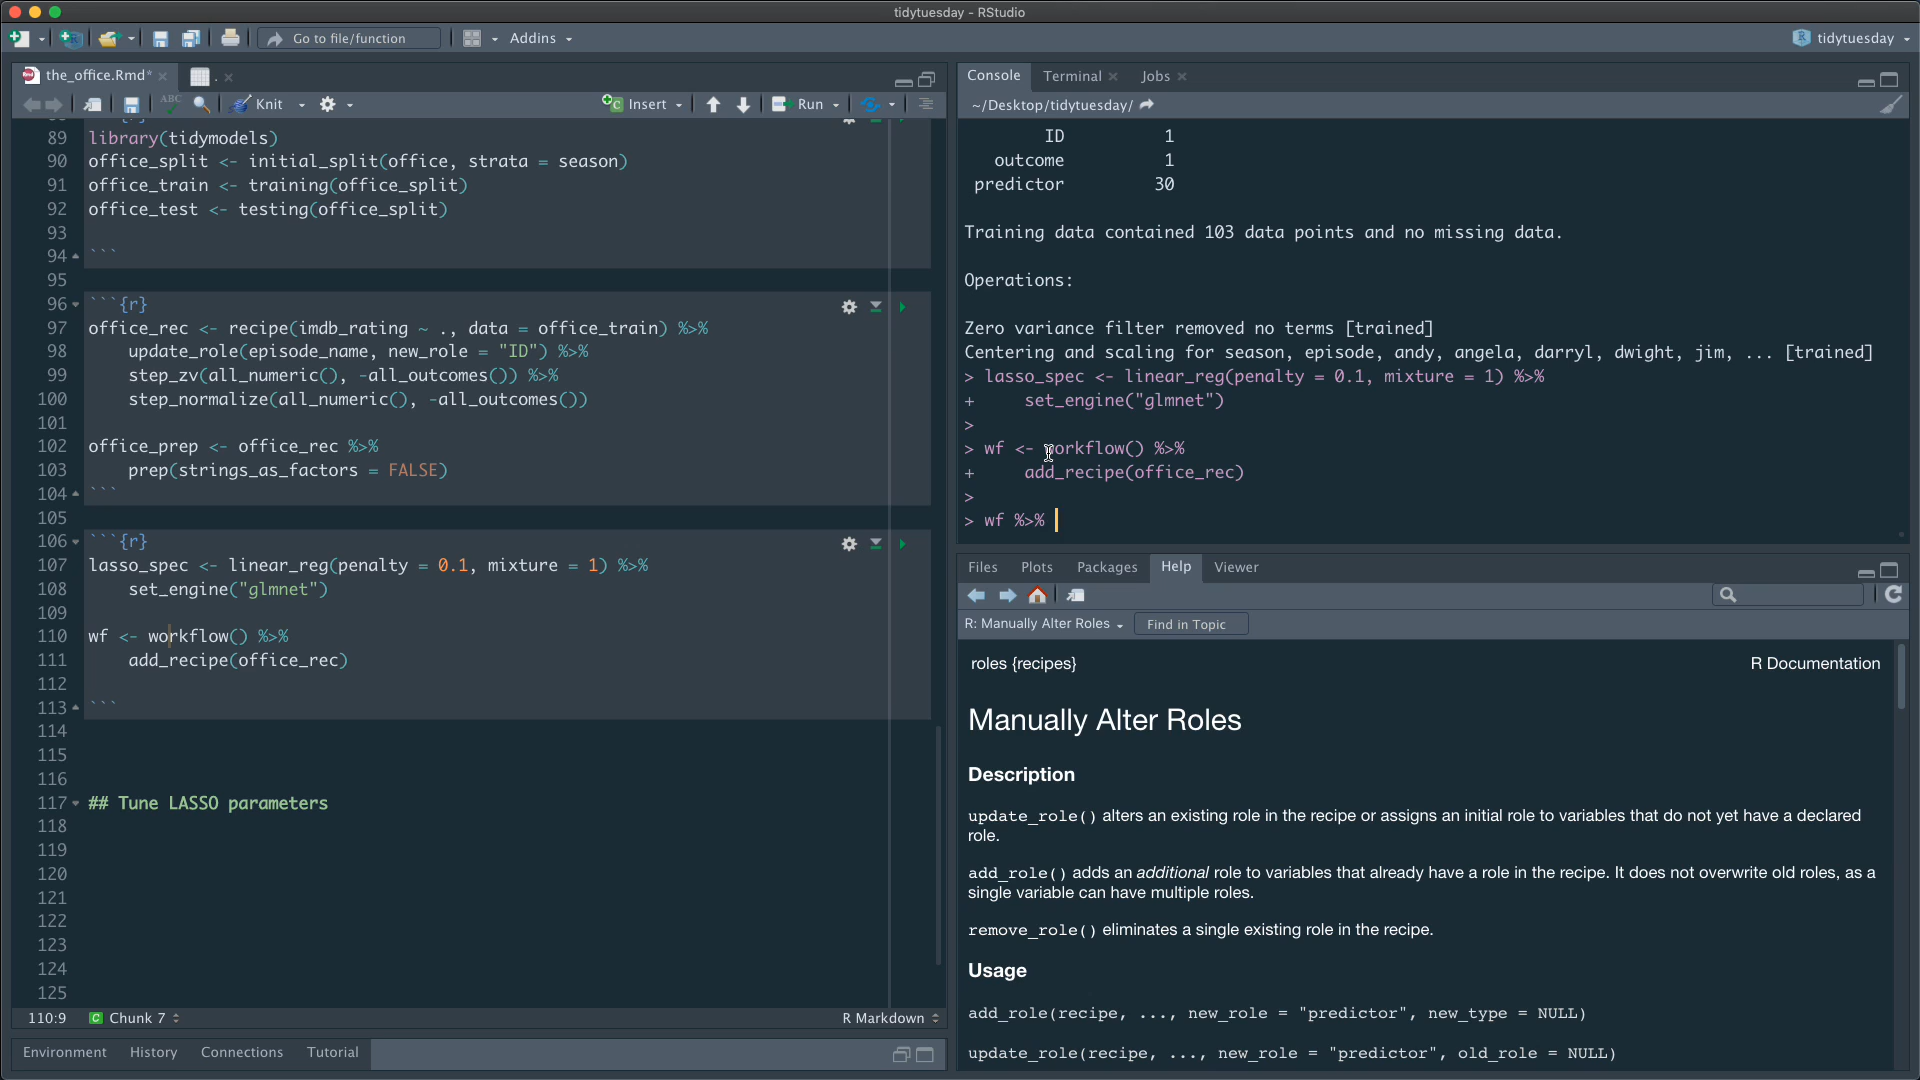 tidytuesday - RStudio
Go to file/function
Addins
tidytuesday
the_office.Rmd*
.
ABC
Knit
Insert
Run
89 library(tidymodels)
90 office_split <- initial_split(office, strata = season)
91 office_train <- training(office_split)
92 office_test <- testing(office_split)
93
94 ```
95
96 ```{r}
97 office_rec <- recipe(imdb_rating ~ ., data = office_train) %>%
98 update_role(episode_name, new_role = "ID") %>%
99 step_zv(all_numeric(), -all_outcomes()) %>%
100 step_normalize(all_numeric(), -all_outcomes())
101
102 office_prep <- office_rec %>%
103 prep(strings_as_factors = FALSE)
104 ```
105
106 ```{r}
107 lasso_spec <- linear_reg(penalty = 0.1, mixture = 1) %>%
108 set_engine("glmnet")
109
110 wf <- workflow() %>%
111 add_recipe(office_rec)
112
113 ```
114
115
116
117 ## Tune LASSO parameters
118
119
120
121
122
123
124
125
110:9 Chunk 7 R Markdown
Environment History Connections Tutorial
Console Terminal Jobs
~/Desktop/tidytuesday/
ID 1
outcome 1
predictor 30
Training data contained 103 data points and no missing data.
Operations:
Zero variance filter removed no terms [trained]
Centering and scaling for season, episode, andy, angela, darryl, dwight, jim, ... [trained]
> lasso_spec <- linear_reg(penalty = 0.1, mixture = 1) %>%
+ set_engine("glmnet")
>
> wf <- workflow() %>%
+ add_recipe(office_rec)
>
> wf %>%
Files Plots Packages Help Viewer
R: Manually Alter Roles Find in Topic
roles {recipes} R Documentation
Manually Alter Roles
Description
update_role() alters an existing role in the recipe or assigns an initial role to variables that do not yet have a declared
role.
add_role() adds an additional role to variables that already have a role in the recipe. It does not overwrite old roles, as a
single variable can have multiple roles.
remove_role() eliminates a single existing role in the recipe.
Usage
add_role(recipe, ..., new_role = "predictor", new_type = NULL)
update_role(recipe, ..., new_role = "predictor", old_role = NULL)